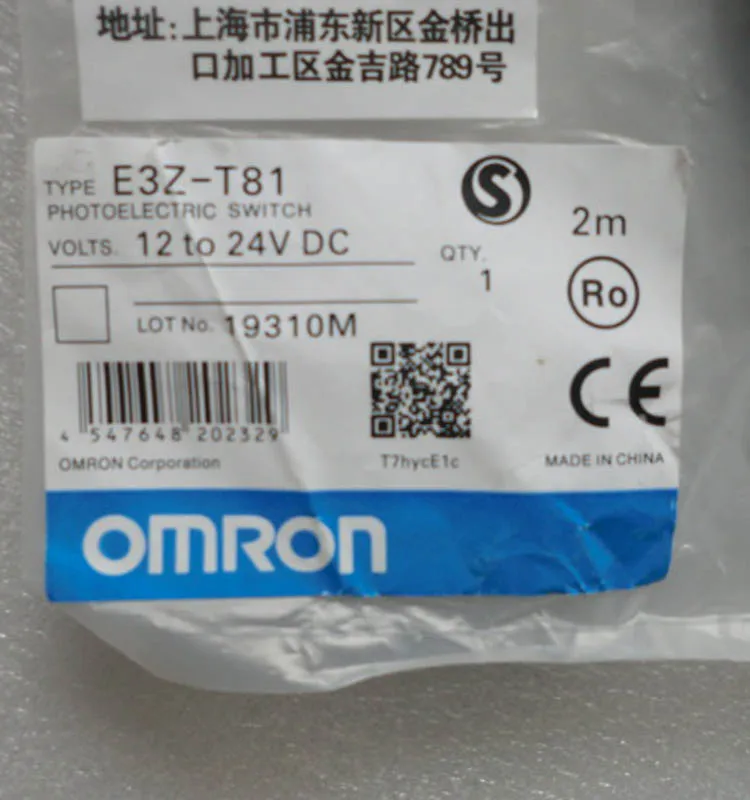 地址:上海市浦东新区金桥出
口加工区金吉路789号
TYPE E3Z-T81
PHOTOELECTRIC SWITCH
VOLTS. 12 to 24V DC
S
2m
QTY.
1
Ro
LOT No. 19310M
CE
4 547648 202329
T7hycE1c
OMRON Corporation
MADE IN CHINA
OMRON